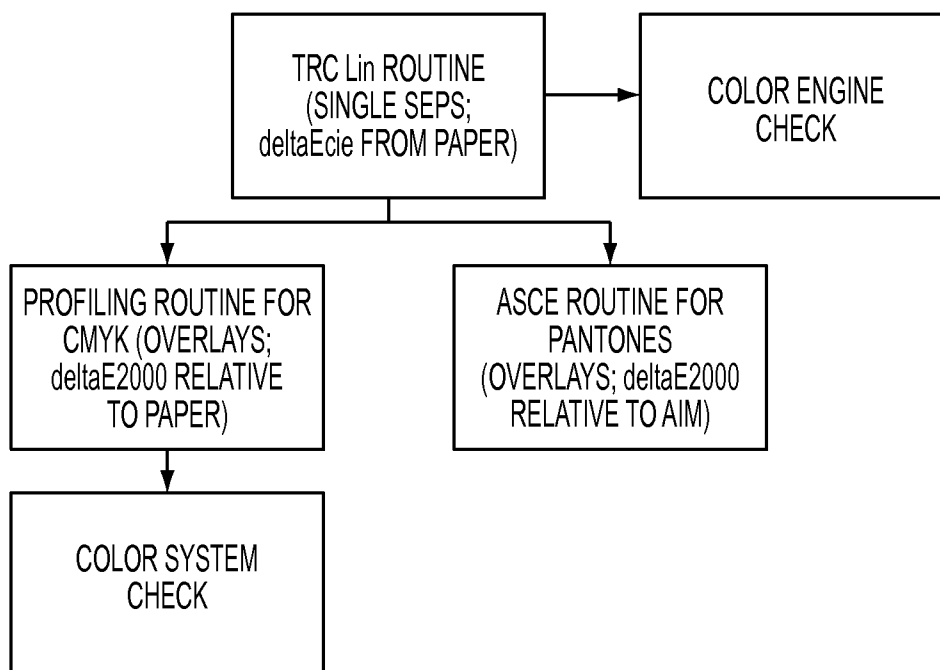 TRC Lin ROUTINE
(SINGLE SEPS;
deltaEcie FROM PAPER)
COLOR ENGINE
CHECK
PROFILING ROUTINE FOR
CMYK (OVERLAYS;
deltaE2000 RELATIVE
TO PAPER)
ASCE ROUTINE FOR
PANTONES
(OVERLAYS; deltaE2000
RELATIVE TO AIM)
COLOR SYSTEM
CHECK